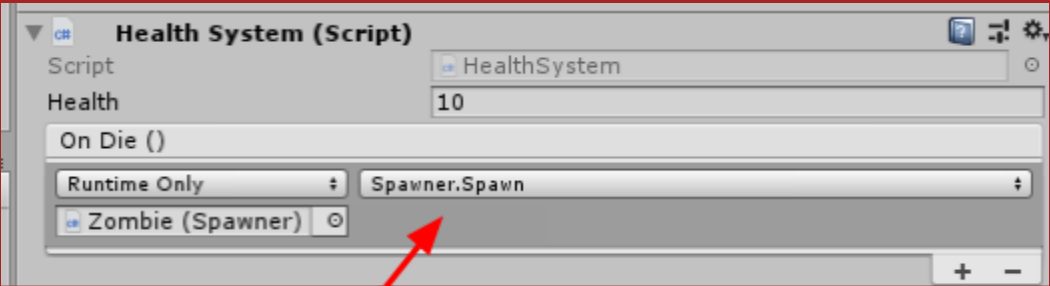 Health System (Script)
Script HealthSystem
Health 10
On Die ()
Runtime Only Spawner.Spawn
Zombie (Spawner)
+ −